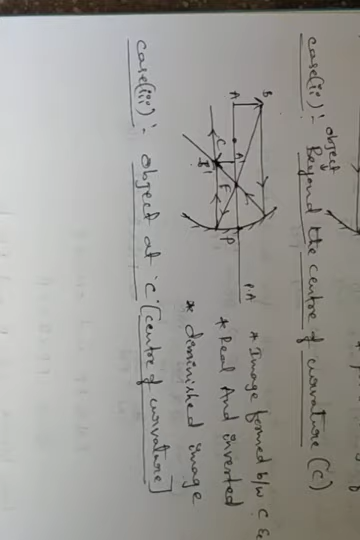 case(ii):- object Beyond the centre of curvature (C)
B
A
A'
C
B'
F
P
P.A
* Image formed b/w C &
* Real And inverted
* diminished image
case(iii):- object at 'C' [centre of curvature]